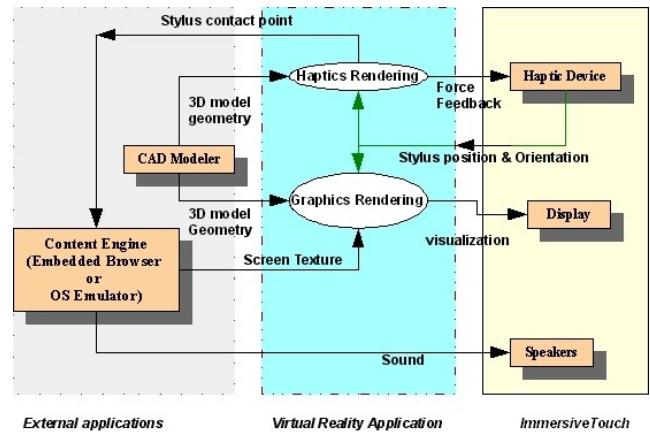 Stylus contact point
Haptics Rendering
Haptic Device
Force
Feedback
3D model
geometry
CAD Modeler
Stylus position & Orientation
Graphics Rendering
3D model
Geometry
Display
visualization
Content Engine
(Embedded Browser
or
OS Emulator)
Screen Texture
Speakers
Sound
External applications
Virtual Reality Application
ImmersiveTouch